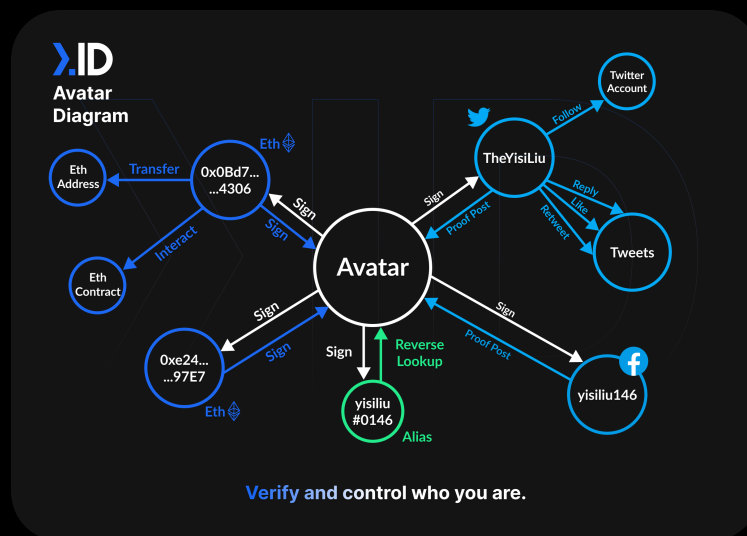 .ID
Avatar
Diagram
Twitter
Account
Follow
TheYisiLiu
Eth
0x0Bd7...
...4306
Transfer
Eth
Address
Sign
Sign
Interact
Eth
Contract
Sign
Proof Post
Reply
Like
Retweet
Tweets
Avatar
Sign
Sign
0xe24...
...97E7
Eth
Sign
Reverse
Lookup
yisiliu
#0146
Alias
Sign
Proof Post
f
yisiliu146
Verify and control who you are.